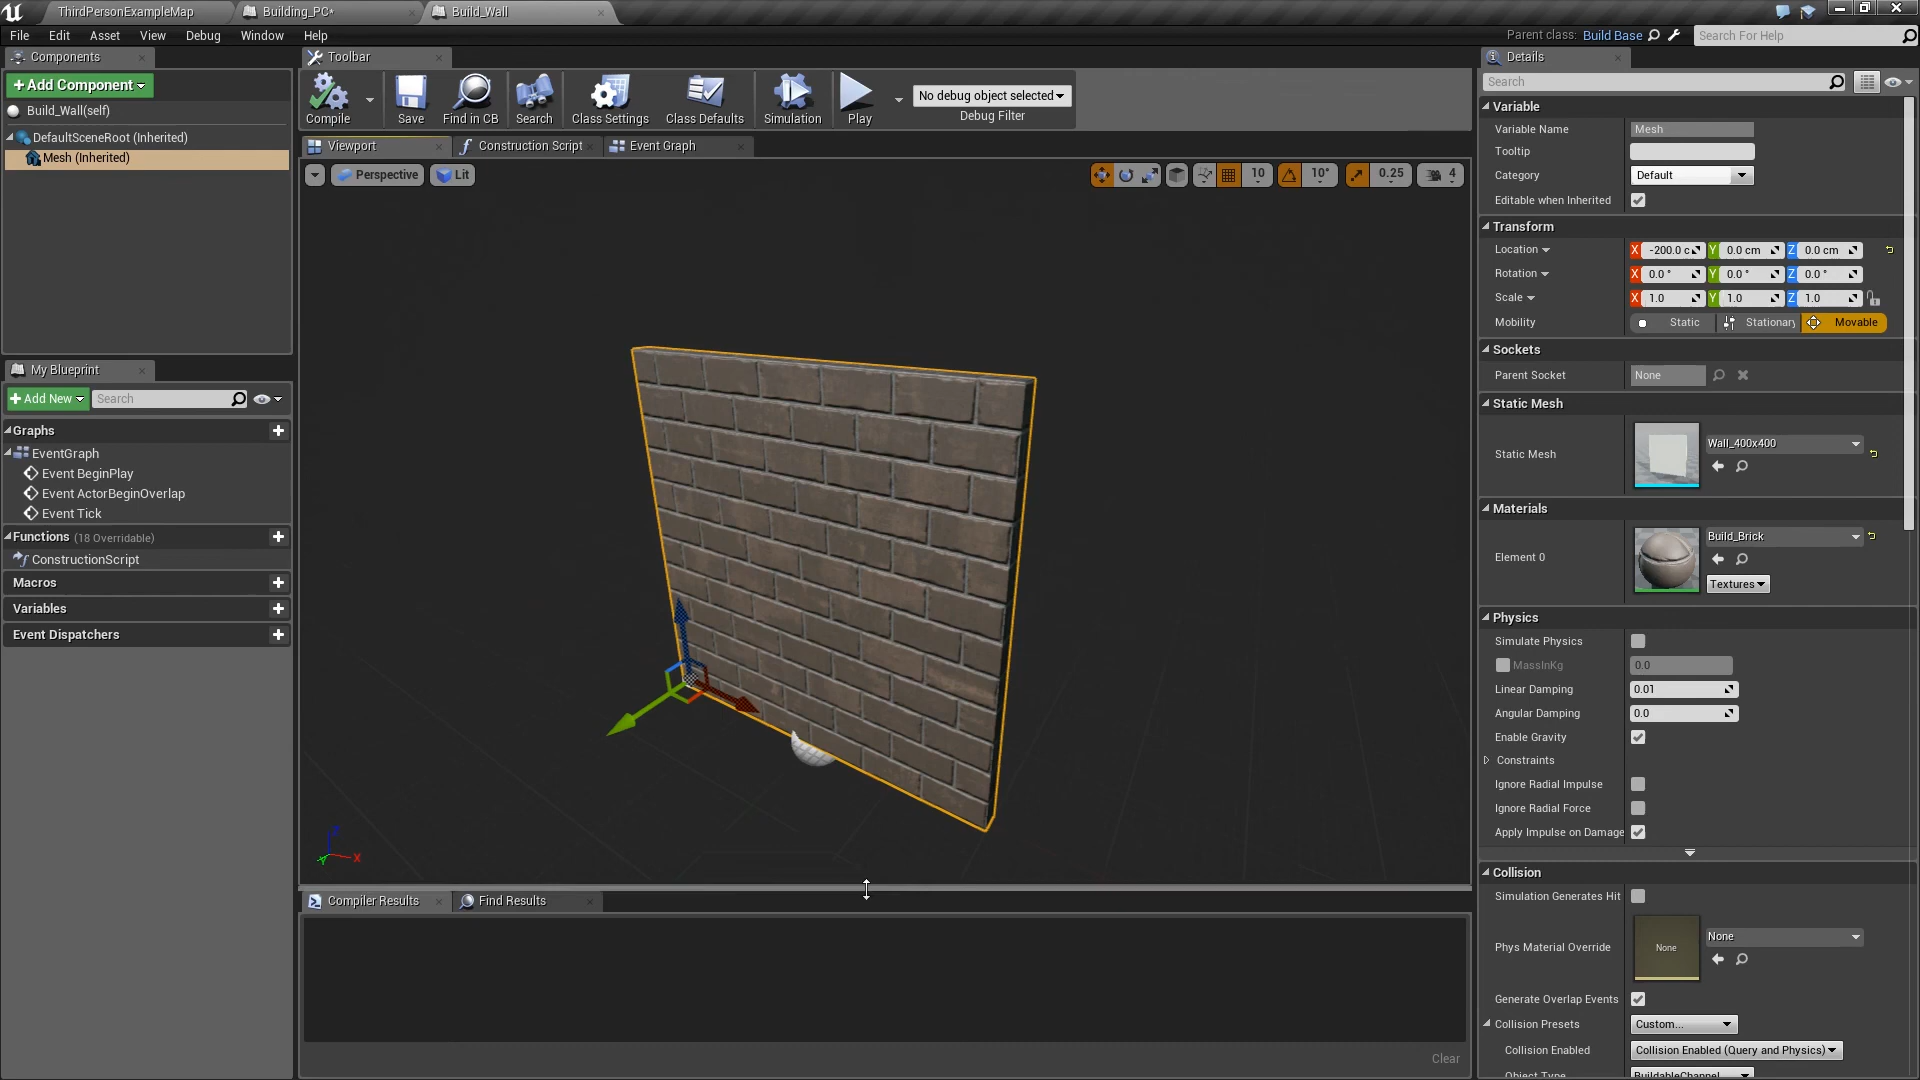 ThirdPersonExampleMap
Building_PC*
Build_Wall
File Edit Asset View Debug Window Help
Parent class: Build Base
Search For Help
Components
Toolbar
Details
+Add Component
Build_Wall(self)
DefaultSceneRoot (Inherited)
Mesh (Inherited)
Compile
Save
Find in CB
Search
Class Settings
Class Defaults
Simulation
Play
No debug object selected
Debug Filter
Viewport
Construction Script
Event Graph
Perspective
Lit
10
10°
0.25
4
My Blueprint
+Add New
Search
Graphs
EventGraph
Event BeginPlay
Event ActorBeginOverlap
Event Tick
Functions (18 Overridable)
ConstructionScript
Macros
Variables
Event Dispatchers
Z
X
Y
Compiler Results
Find Results
Clear
Search
Variable
Variable Name Mesh
Tooltip
Category Default
Editable when Inherited
Transform
Location X -200.0 c Y 0.0 cm Z 0.0 cm
Rotation X 0.0 ° Y 0.0 ° Z 0.0 °
Scale X 1.0 Y 1.0 Z 1.0
Mobility Static Stationary Movable
Sockets
Parent Socket None
Static Mesh
Static Mesh Wall_400x400
Materials
Element 0 Build_Brick
Textures
Physics
Simulate Physics
MassInKg 0.0
Linear Damping 0.01
Angular Damping 0.0
Enable Gravity
Constraints
Ignore Radial Impulse
Ignore Radial Force
Apply Impulse on Damage
Collision
Simulation Generates Hit
Phys Material Override None None
Generate Overlap Events
Collision Presets Custom...
Collision Enabled Collision Enabled (Query and Physics)
Object Type BuildableChannel